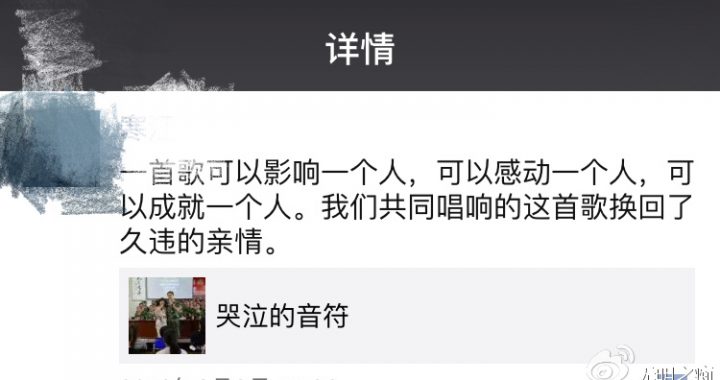 详情
一首歌可以影响一个人，可以感动一个人，可
以成就一个人。我们共同唱响的这首歌换回了
久违的亲情。
哭泣的音符